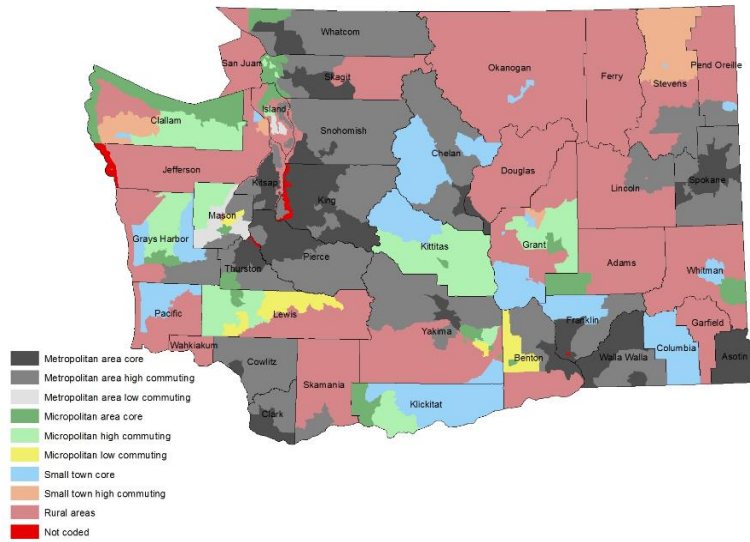 Whatcom
San Juan
Skagit
Okanogan
Ferry
Pend Oreille
Stevens
Island
Clallam
Snohomish
Chelan
Jefferson
Douglas
Kitsap
King
Lincoln
Spokane
Mason
Grays Harbor
Kittitas
Grant
Pierce
Thurston
Adams
Whitman
Pacific
Lewis
Franklin
Yakima
Garfield
Wahkiakum
Benton
Walla Walla
Columbia
Asotin
Cowlitz
Skamania
Klickitat
Clark
Metropolitan area core
Metropolitan area high commuting
Metropolitan area low commuting
Micropolitan area core
Micropolitan high commuting
Micropolitan low commuting
Small town core
Small town high commuting
Rural areas
Not coded